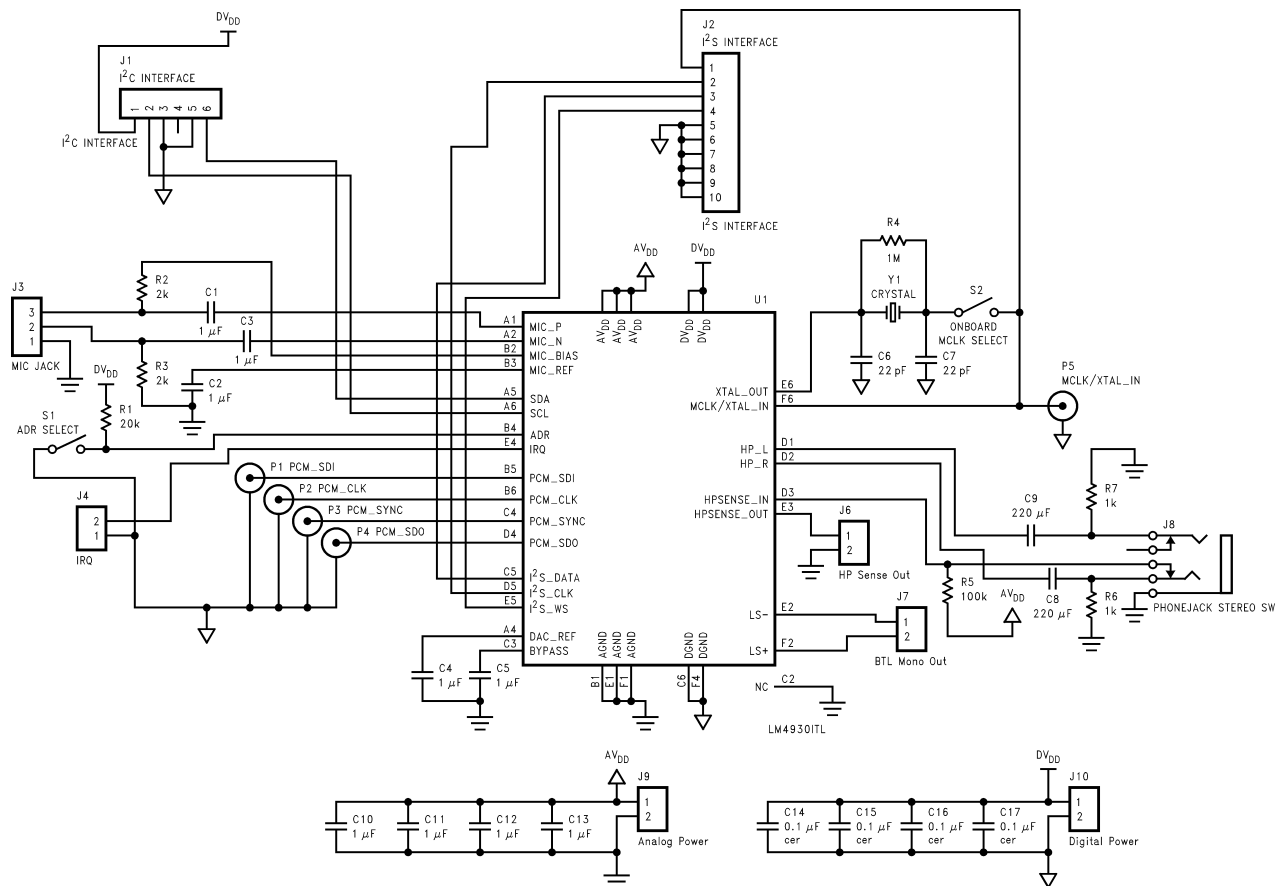 DVDD
J1
I2C INTERFACE
1 2 3 4 5 6
I2C INTERFACE
J2
I2S INTERFACE
1
2
3
4
5
6
7
8
9
10
I2S INTERFACE
AVDD
DVDD
R4
1M
Y1
CRYSTAL
S2
ONBOARD
MCLK SELECT
C6
22 pF
C7
22 pF
P5
MCLK/XTAL_IN
J3
3
2
1
MIC JACK
R2
2k
C1
1 μF
C3
1 μF
R3
2k
C2
1 μF
DVDD
R1
20k
S1
ADR SELECT
J4
2
1
IRQ
P1 PCM_SDI
P2 PCM_CLK
P3 PCM_SYNC
P4 PCM_SDO
U1
AVDD
AVDD
AVDD
DVDD
DVDD
A1 MIC_P
A2 MIC_N
B2 MIC_BIAS
B3 MIC_REF
A5 SDA
A6 SCL
B4 ADR
E4 IRQ
B5 PCM_SDI
B6 PCM_CLK
C4 PCM_SYNC
D4 PCM_SDO
C5 I2S_DATA
D5 I2S_CLK
E5 I2S_WS
A4 DAC_REF
C3 BYPASS
XTAL_OUT E6
MCLK/XTAL_IN F6
HP_L D1
HP_R D2
HPSENSE_IN D3
HPSENSE_OUT E3
LS- E2
LS+ F2
NC C2
AGND
AGND
AGND
DGND
DGND
B1
E1
F1
C6
F4
LM4930ITL
C4
1 μF
C5
1 μF
J6
1
2
HP Sense Out
J7
1
2
BTL Mono Out
C9
220 μF
R7
1k
J8
R5
100k
C8
220 μF
AVDD
R6
1k
PHONEJACK STEREO SW
AVDD
J9
1
2
Analog Power
C10
1 μF
C11
1 μF
C12
1 μF
C13
1 μF
DVDD
J10
1
2
Digital Power
C14
0.1 μF
cer
C15
0.1 μF
cer
C16
0.1 μF
cer
C17
0.1 μF
cer